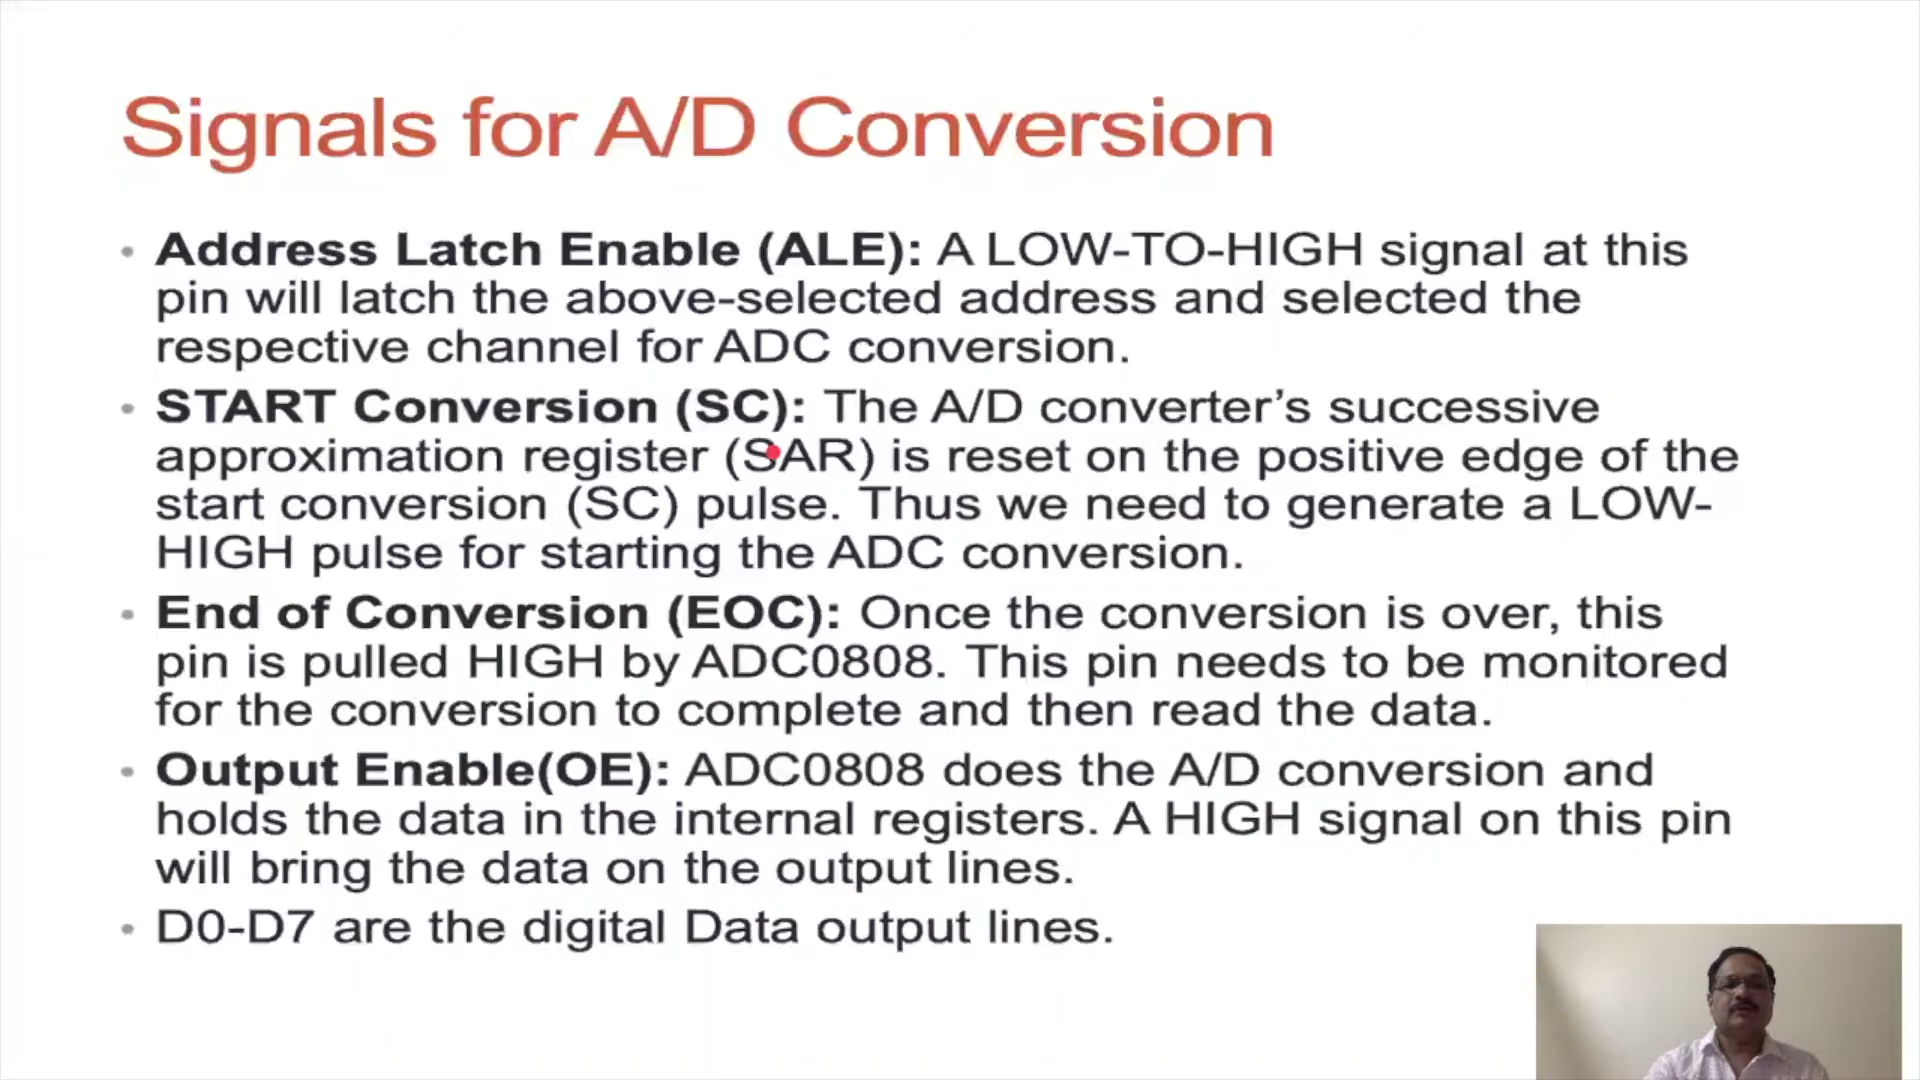 Signals for A/D Conversion
• Address Latch Enable (ALE): A LOW-TO-HIGH signal at this
pin will latch the above-selected address and selected the
respective channel for ADC conversion.
• START Conversion (SC): The A/D converter’s successive
approximation register (SAR) is reset on the positive edge of the
start conversion (SC) pulse. Thus we need to generate a LOW-
HIGH pulse for starting the ADC conversion.
• End of Conversion (EOC): Once the conversion is over, this
pin is pulled HIGH by ADC0808. This pin needs to be monitored
for the conversion to complete and then read the data.
• Output Enable(OE): ADC0808 does the A/D conversion and
holds the data in the internal registers. A HIGH signal on this pin
will bring the data on the output lines.
• D0-D7 are the digital Data output lines.